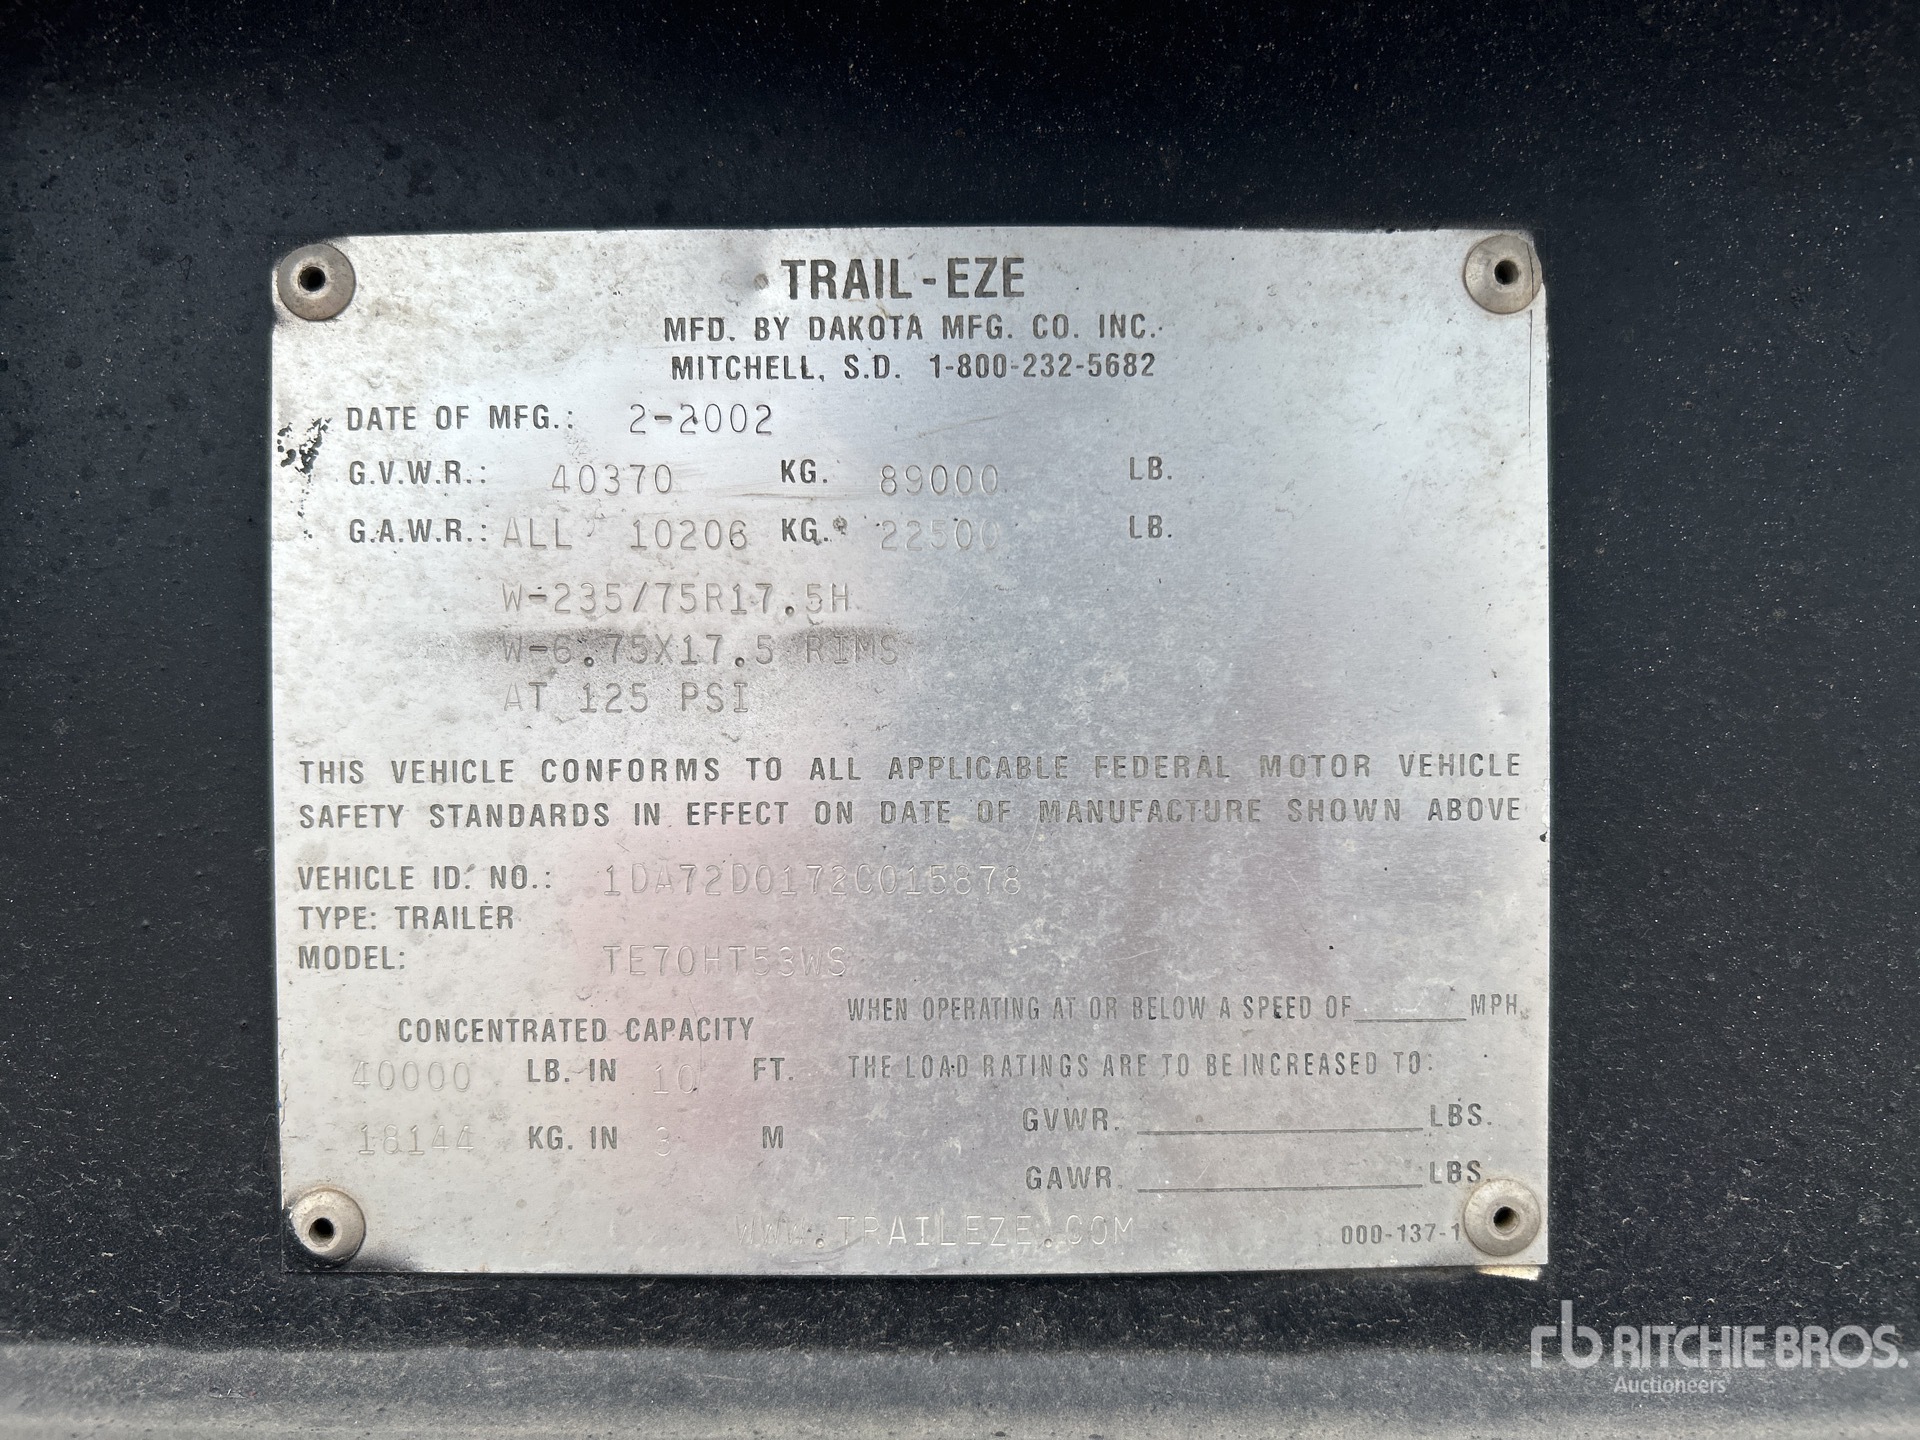 TRAIL-EZE
MFD. BY DAKOTA MFG. CO. INC.
MITCHELL, S.D. 1-800-232-5682
DATE OF MFG.: 2-2002
G.V.W.R.: 40370 KG. 89000 LB.
G.A.W.R.: ALL 10206 KG. 22500 LB.
W-235/75R17.5H
W-6.75X17.5 RIMS
AT 125 PSI
THIS VEHICLE CONFORMS TO ALL APPLICABLE FEDERAL MOTOR VEHICLE
SAFETY STANDARDS IN EFFECT ON DATE OF MANUFACTURE SHOWN ABOVE
VEHICLE ID. NO.: 1DA72D0172C015878
TYPE: TRAILER
MODEL: TE70HT53WS
CONCENTRATED CAPACITY
40000 LB. IN 10 FT.
18144 KG. IN 3 M
WHEN OPERATING AT OR BELOW A SPEED OF ______ MPH.
THE LOAD RATINGS ARE TO BE INCREASED TO:
GVWR. ______ LBS.
GAWR. ______ LBS.
WWW.TRAILEZE.COM
000-137-1
rb RITCHIE BROS.
Auctioneers